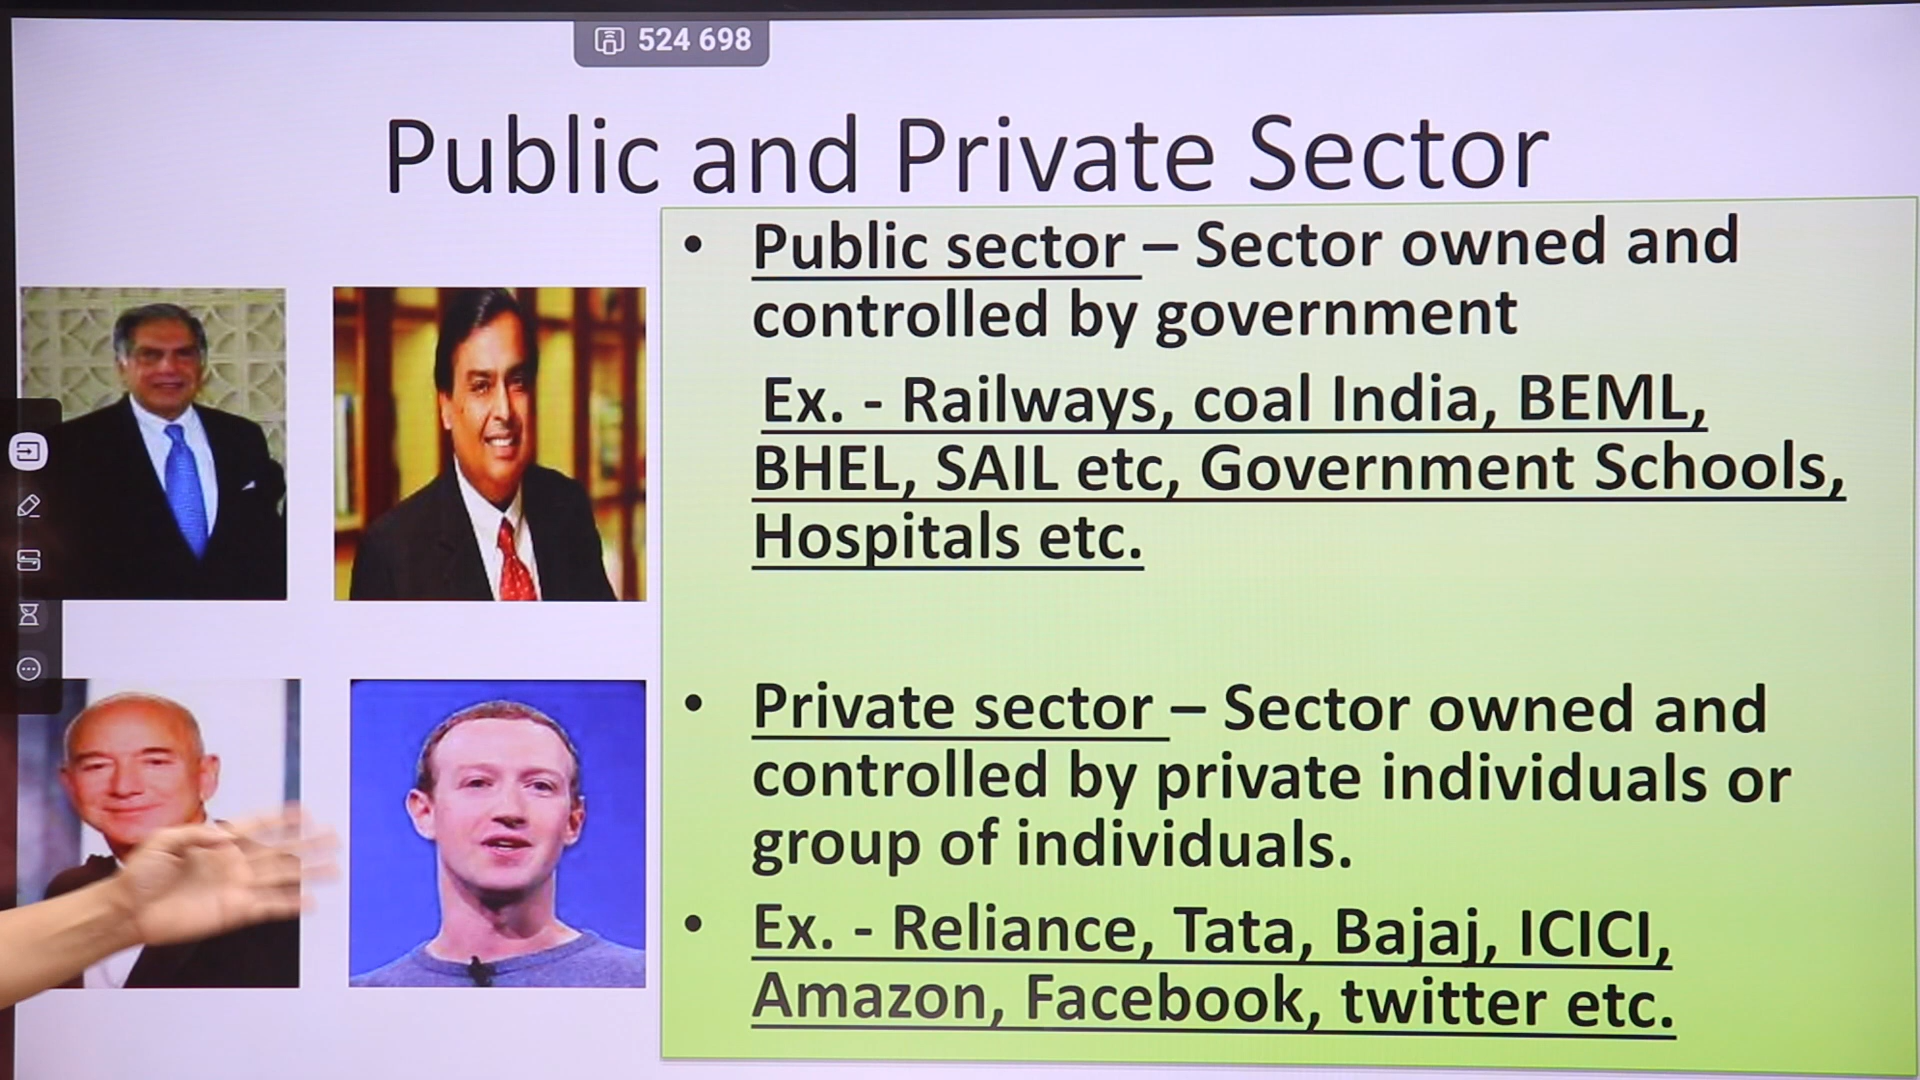 524 698
Public and Private Sector
• Public sector – Sector owned and
controlled by government
Ex. - Railways, coal India, BEML,
BHEL, SAIL etc, Government Schools,
Hospitals etc.
• Private sector – Sector owned and
controlled by private individuals or
group of individuals.
• Ex. - Reliance, Tata, Bajaj, ICICI,
Amazon, Facebook, twitter etc.